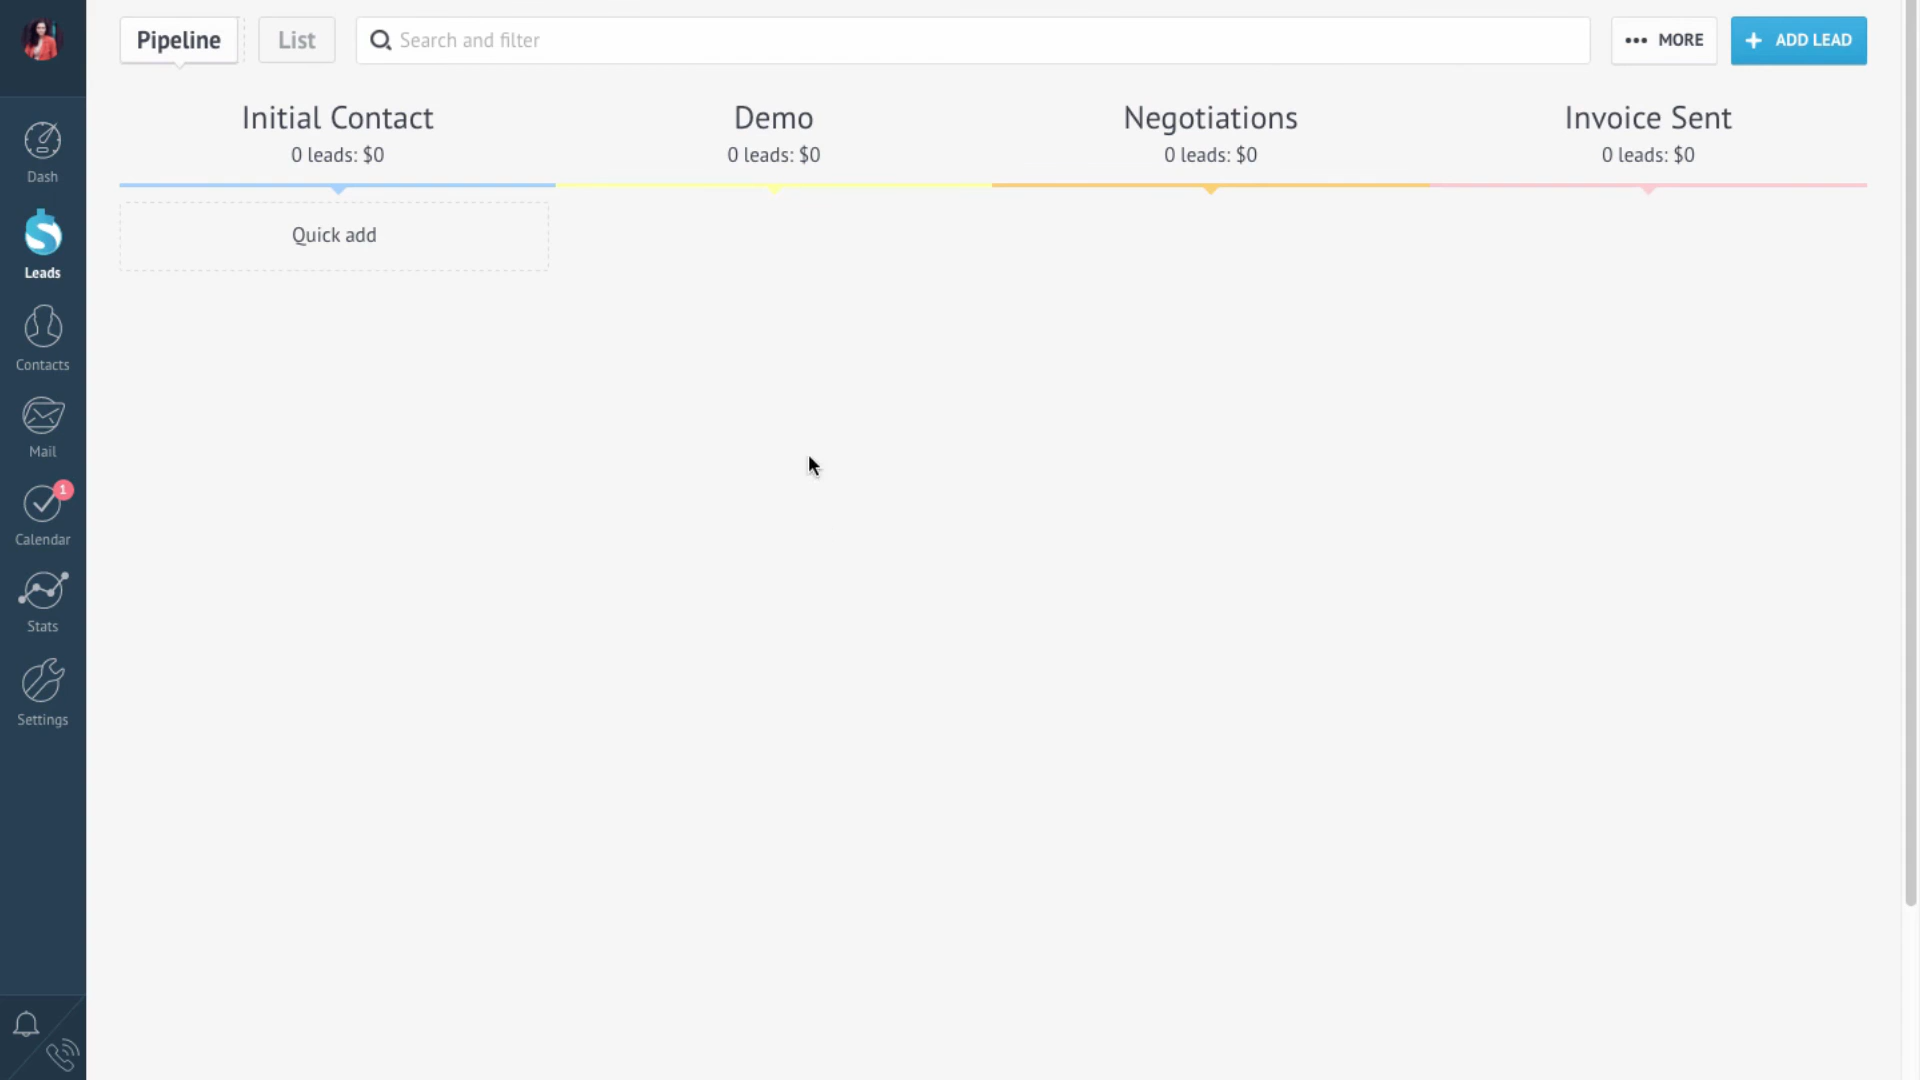 Pipeline
List
Search and filter
MORE
ADD LEAD
Initial Contact
0 leads: $0
Demo
0 leads: $0
Negotiations
0 leads: $0
Invoice Sent
0 leads: $0
Quick add
Dash
Leads
Contacts
Mail
1
Calendar
Stats
Settings